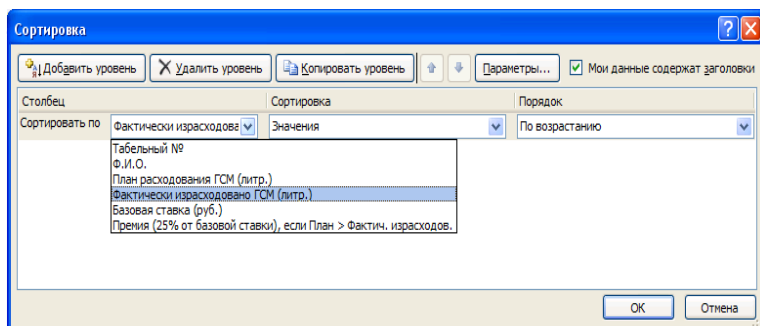 Сортировка
Добавить уровень Удалить уровень Копировать уровень Параметры... Мои данные содержат заголовки
Столбец Сортировка Порядок
Сортировать по Фактически израсходова Значения По возрастанию
Табельный №
Ф.И.О.
План расходования ГСМ (литр.)
Фактически израсходовано ГСМ (литр.)
Базовая ставка (руб.)
Премия (25% от базовой ставки), если План > Фактич. израсходов.
ОК Отмена